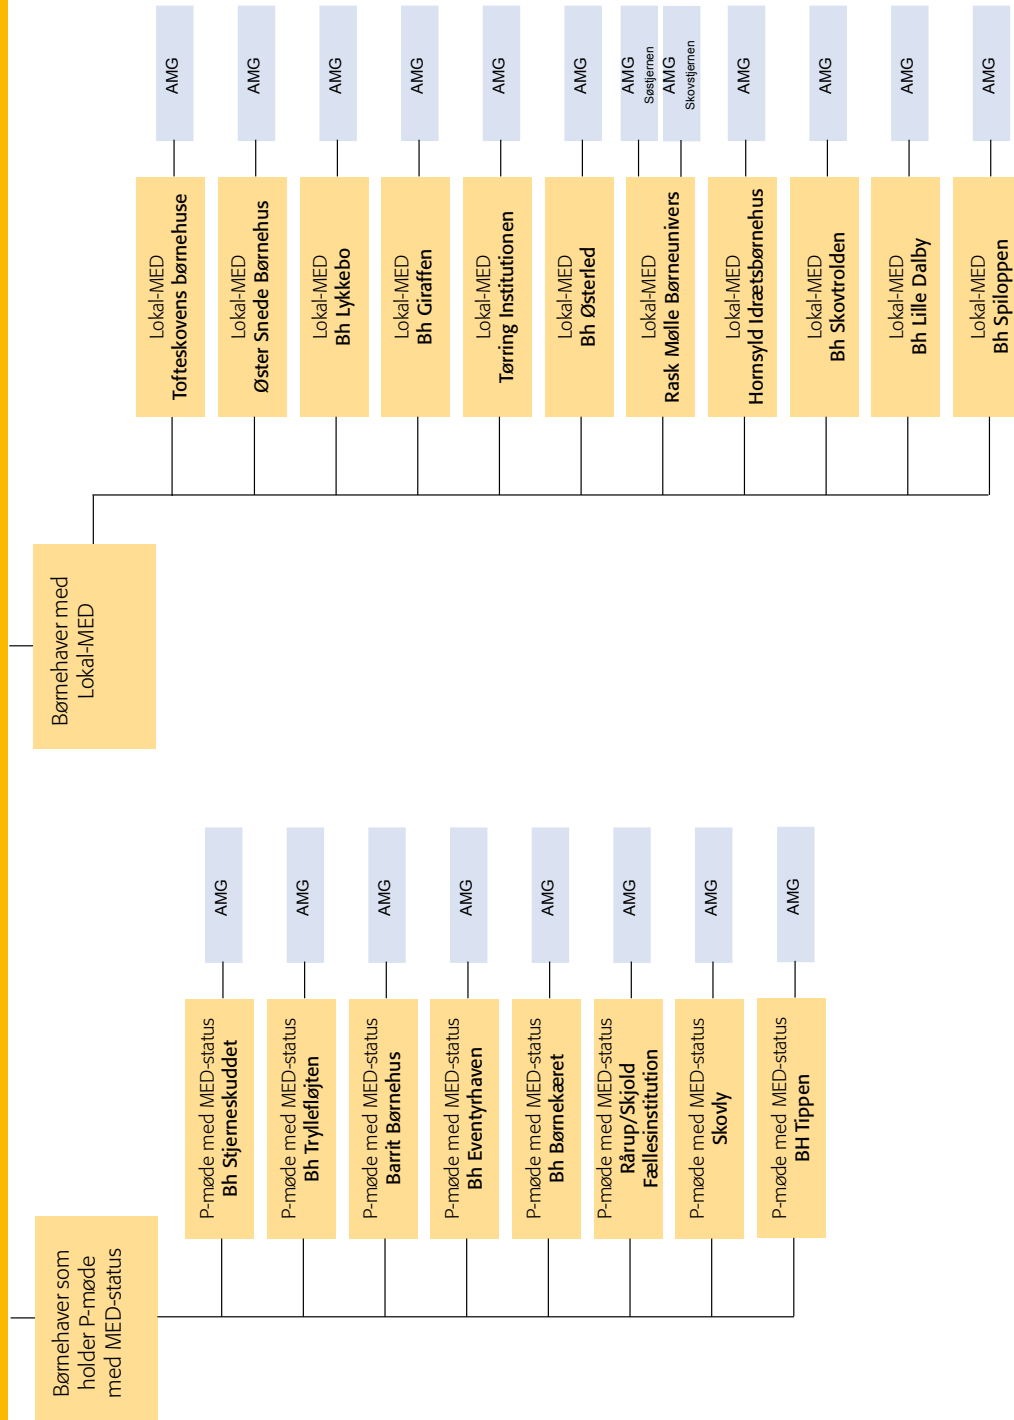 Børnehaver som
holder P-møde
med MED-status
P-møde med MED-status
Bh Stjerneskuddet
AMG
P-møde med MED-status
Bh Tryllefløjten
AMG
P-møde med MED-status
Barrit Børnehus
AMG
P-møde med MED-status
Bh Eventyrhaven
AMG
P-møde med MED-status
Bh Børnekæret
AMG
P-møde med MED-status
Rårup/Skjold
Fællesinstitution
AMG
P-møde med MED-status
Skovly
AMG
P-møde med MED-status
BH Tippen
AMG
Børnehaver med
Lokal-MED
Lokal-MED
Tofteskovens børnehuse
AMG
Lokal-MED
Øster Snede Børnehus
AMG
Lokal-MED
Bh Lykkebo
AMG
Lokal-MED
Bh Giraffen
AMG
Lokal-MED
Tørring Institutionen
AMG
Lokal-MED
Bh Østerled
AMG
Lokal-MED
Rask Mølle Børneunivers
AMG
Søstjernen
AMG
Skovstjernen
Lokal-MED
Hornsyld Idrætsbørnehus
AMG
Lokal-MED
Bh Skovtrolden
AMG
Lokal-MED
Bh Lille Dalby
AMG
Lokal-MED
Bh Spiloppen
AMG